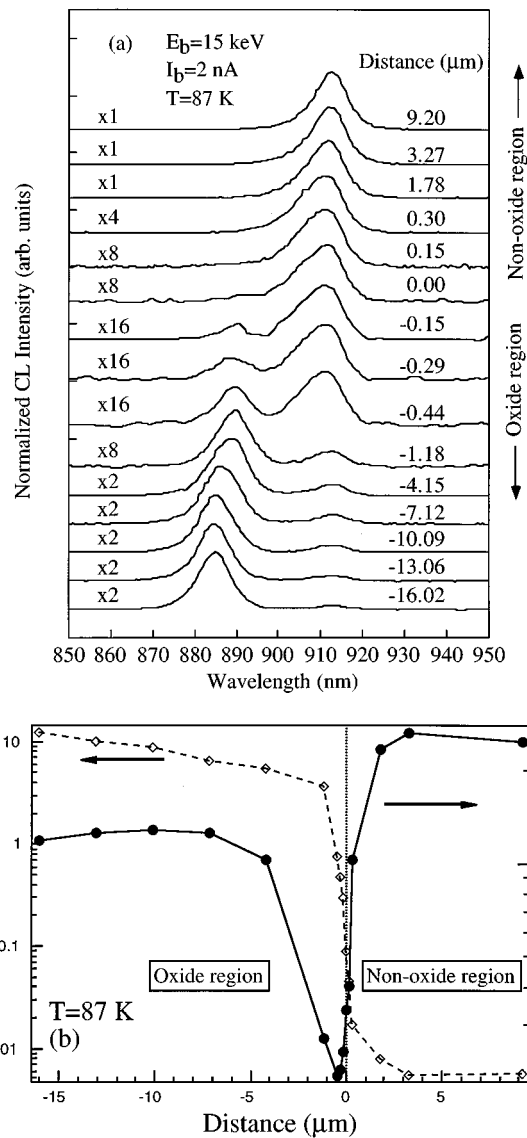 (a)
E_b=15 keV
I_b=2 nA
T=87 K
Distance (μm)
x1 9.20
x1 3.27
x1 1.78
x4 0.30
x8 0.15
x8 0.00
x16 -0.15
x16 -0.29
x16 -0.44
x8 -1.18
x2 -4.15
x2 -7.12
x2 -10.09
x2 -13.06
x2 -16.02
Normalized CL Intensity (arb. units)
Non-oxide region
Oxide region
850 860 870 880 890 900 910 920 930 940 950
Wavelength (nm)
10
1
0.1
01
Oxide region
Non-oxide region
T=87 K
(b)
-15 -10 -5 0 5
Distance (μm)